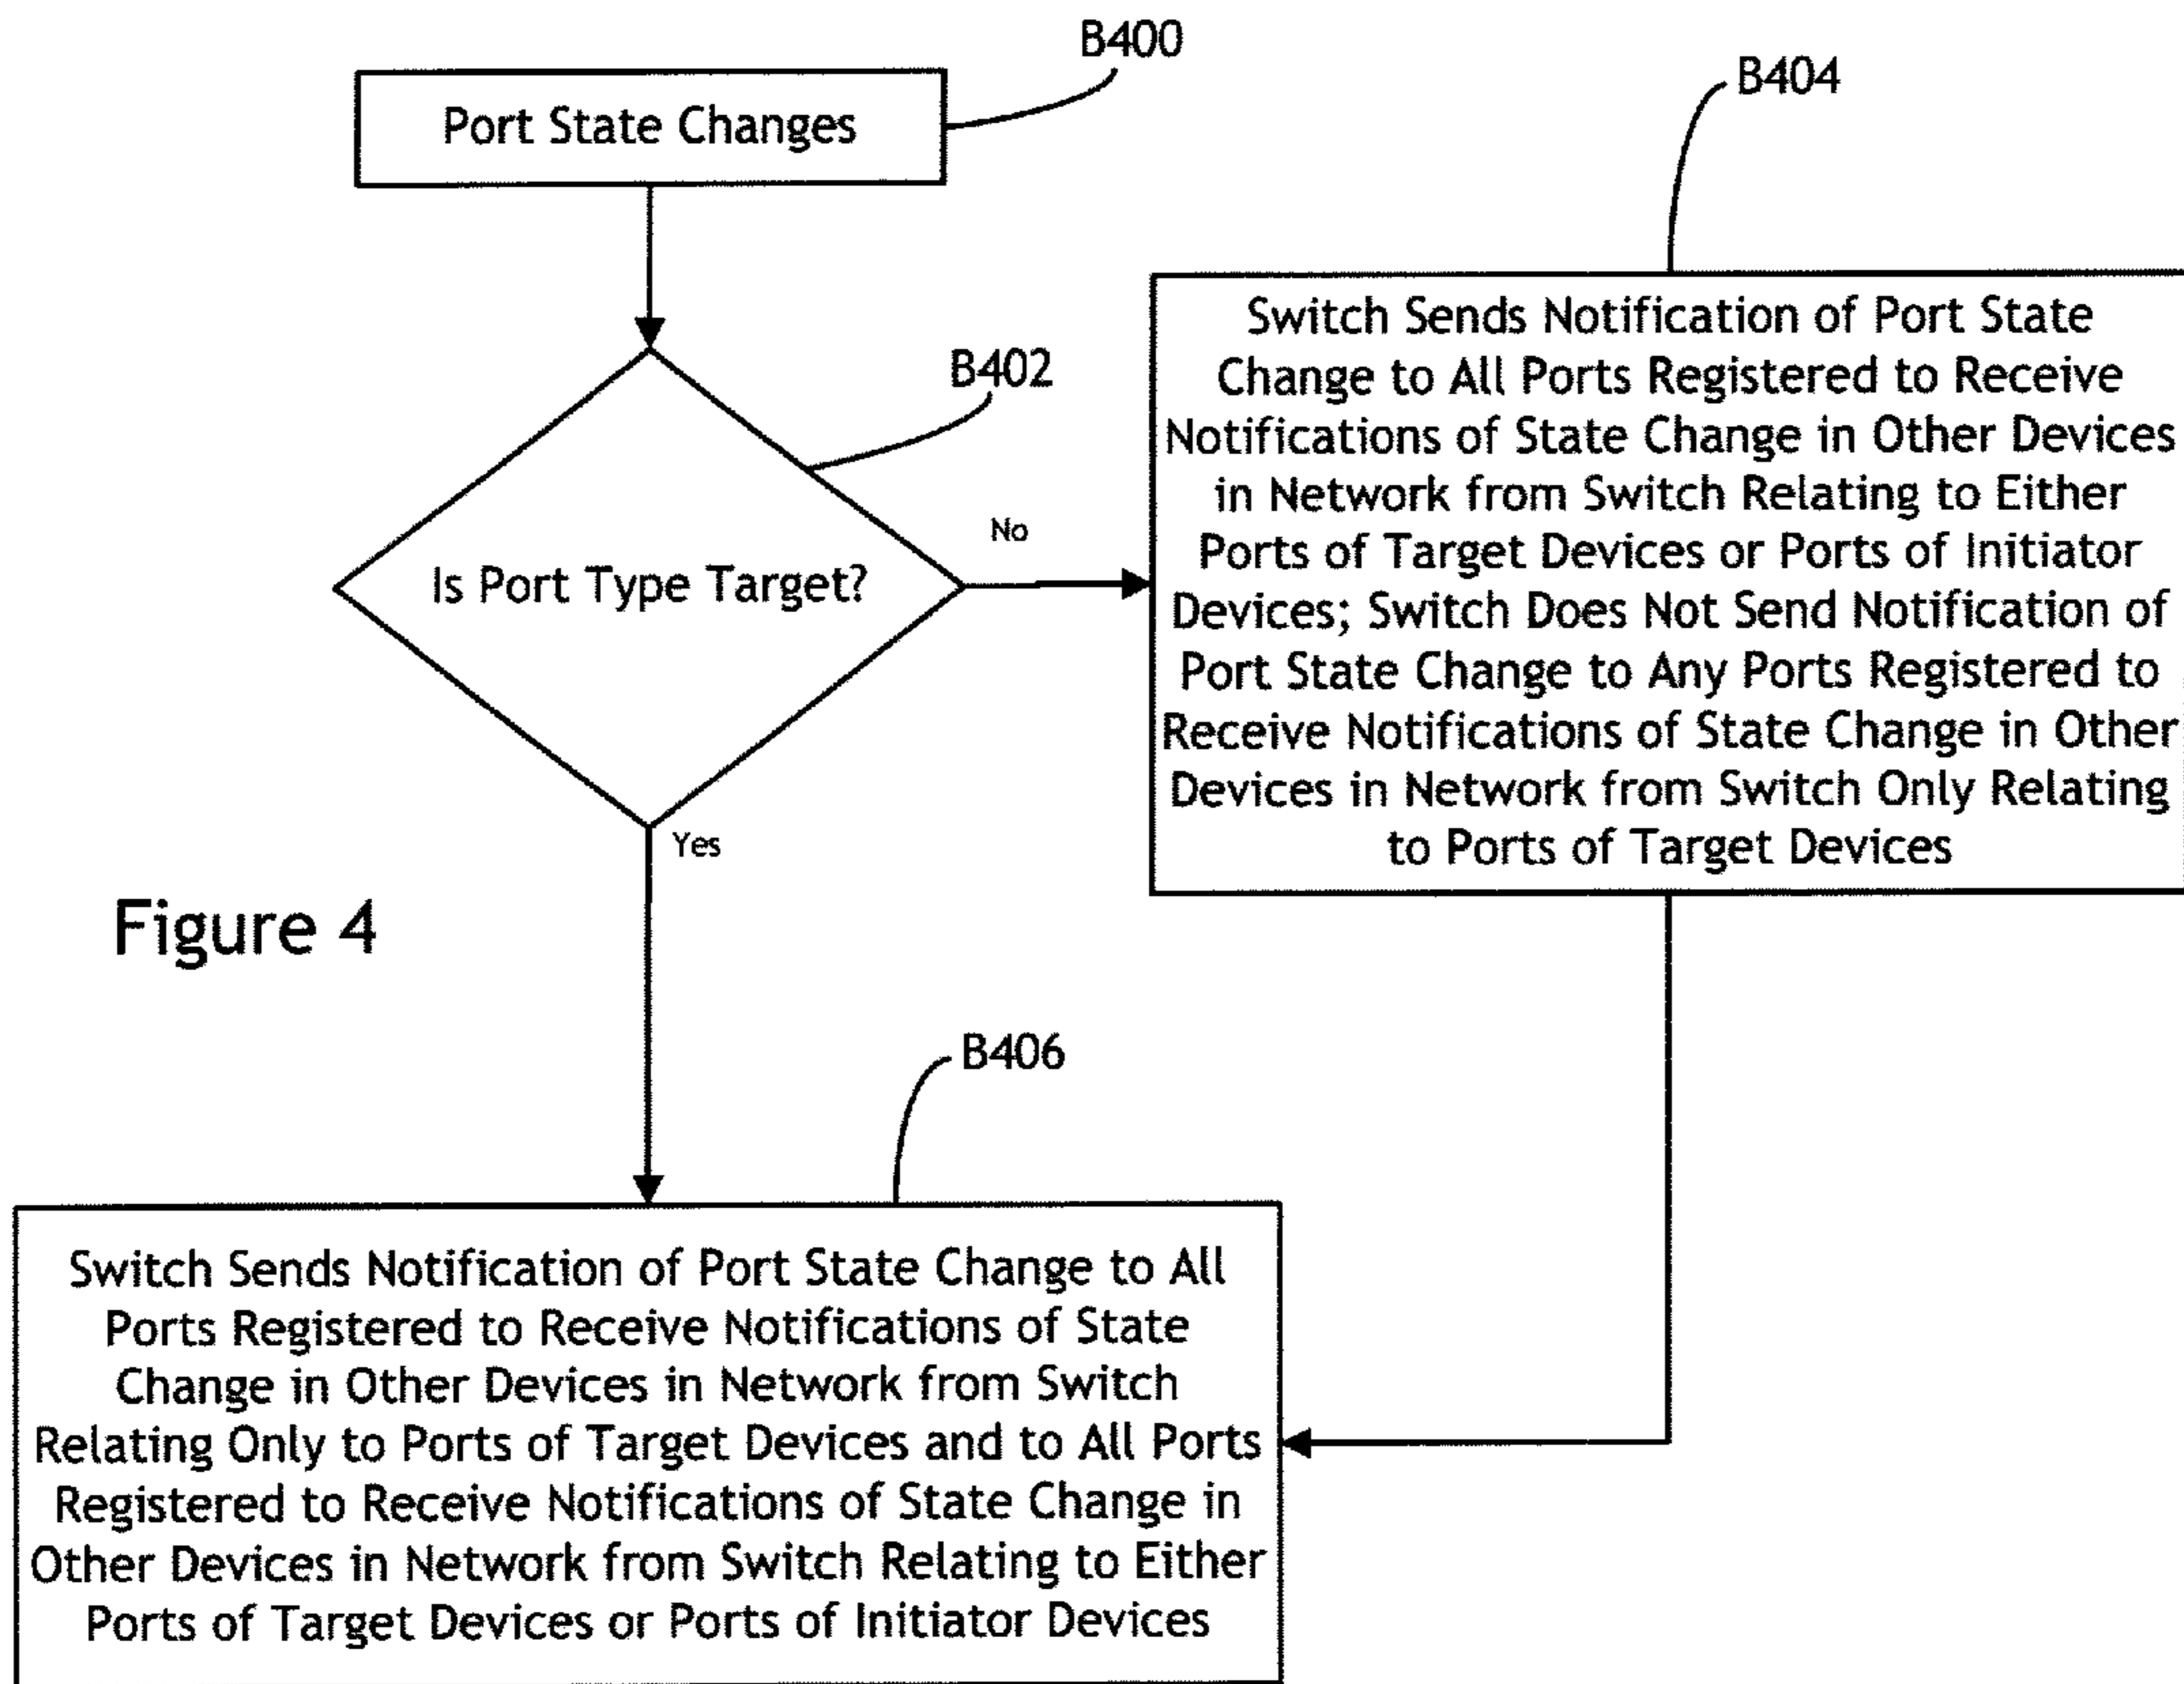 B400
Port State Changes
B404
B402
Is Port Type Target?
No
Yes
Switch Sends Notification of Port State
Change to All Ports Registered to Receive
Notifications of State Change in Other Devices
in Network from Switch Relating to Either
Ports of Target Devices or Ports of Initiator
Devices; Switch Does Not Send Notification of
Port State Change to Any Ports Registered to
Receive Notifications of State Change in Other
Devices in Network from Switch Only Relating
to Ports of Target Devices
Figure 4
B406
Switch Sends Notification of Port State Change to All
Ports Registered to Receive Notifications of State
Change in Other Devices in Network from Switch
Relating Only to Ports of Target Devices and to All Ports
Registered to Receive Notifications of State Change in
Other Devices in Network from Switch Relating to Either
Ports of Target Devices or Ports of Initiator Devices